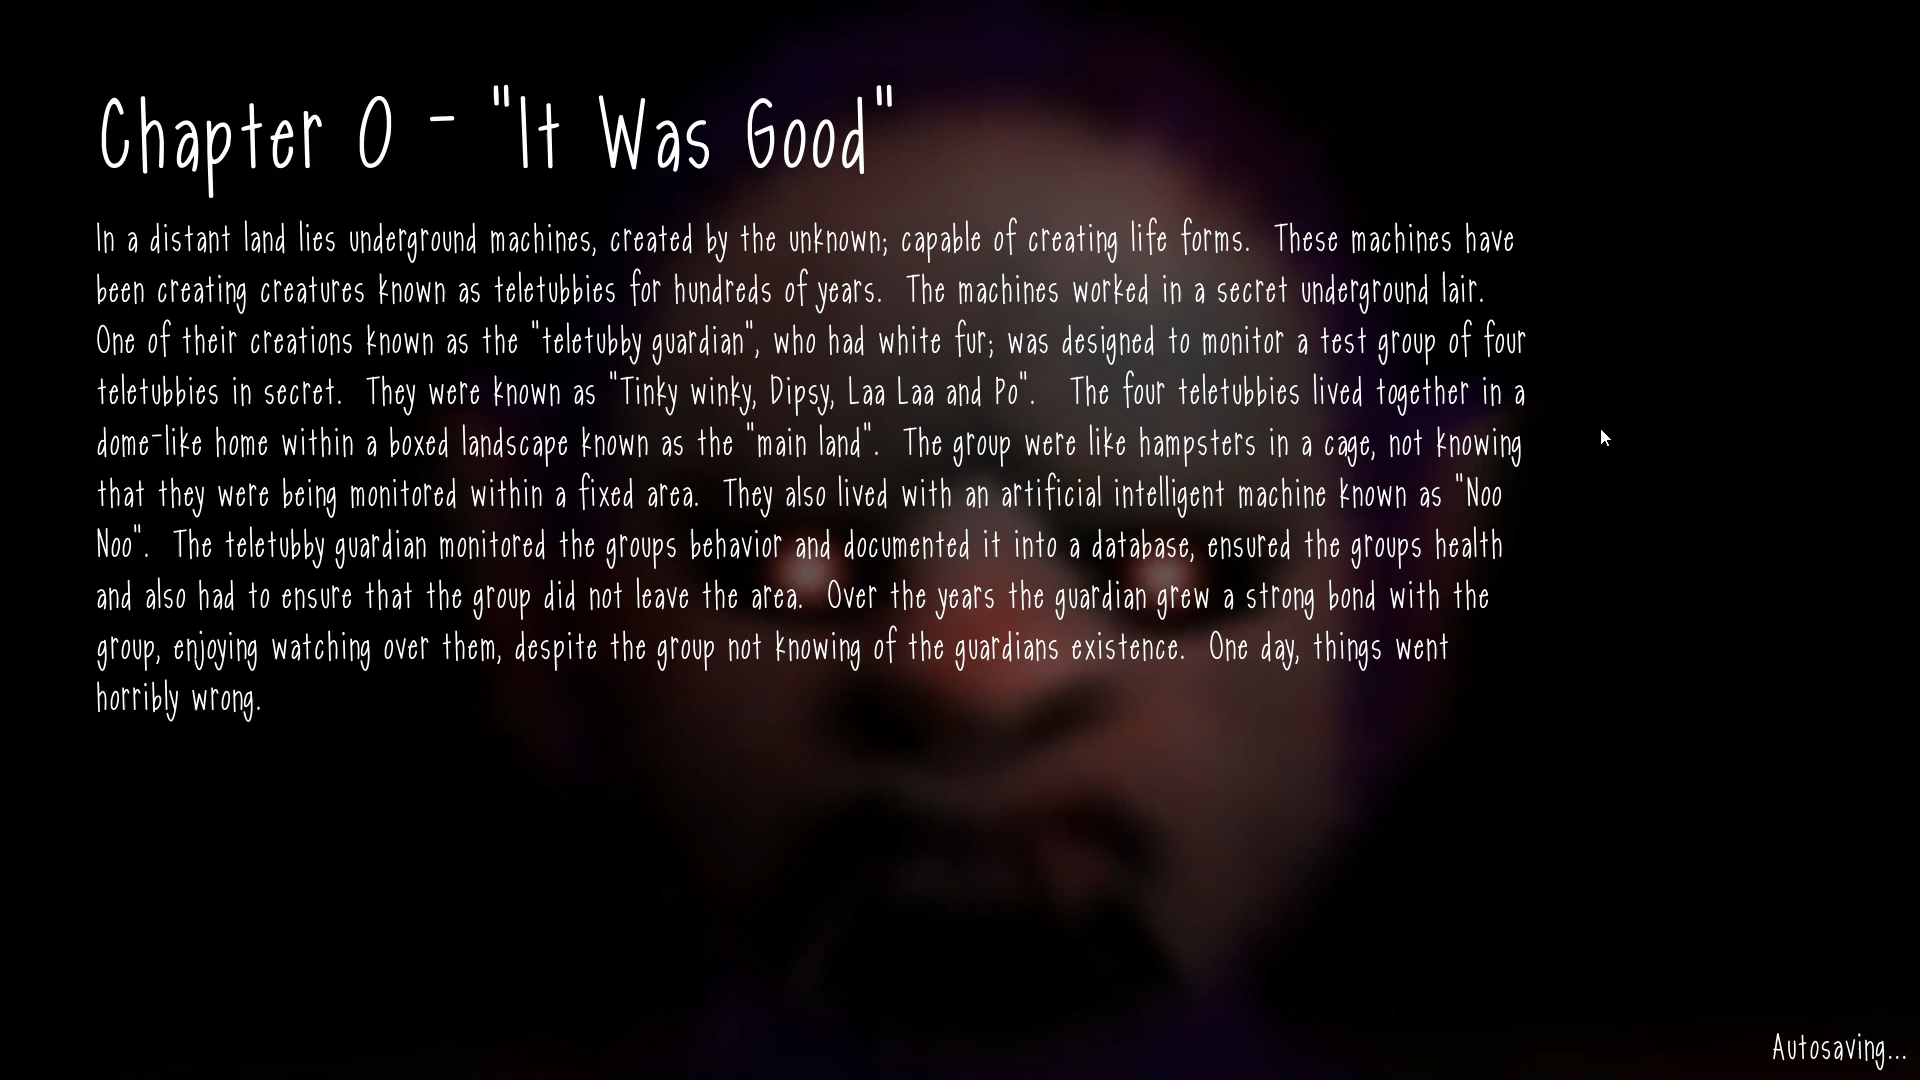 Chapter 0 - "It Was Good"
In a distant land lies underground machines, created by the unknown; capable of creating life forms.  These machines have
been creating creatures known as teletubbies for hundreds of years.  The machines worked in a secret underground lair.
One of their creations known as the "teletubby guardian", who had white fur; was designed to monitor a test group of four
teletubbies in secret.  They were known as "Tinky winky, Dipsy, Laa Laa and Po".   The four teletubbies lived together in a
dome-like home within a boxed landscape known as the "main land".  The group were like hampsters in a cage, not knowing
that they were being monitored within a fixed area.  They also lived with an artificial intelligent machine known as "Noo
Noo".  The teletubby guardian monitored the groups behavior and documented it into a database, ensured the groups health
and also had to ensure that the group did not leave the area.  Over the years the guardian grew a strong bond with the
group, enjoying watching over them, despite the group not knowing of the guardians existence.  One day, things went
horribly wrong.
Autosaving...